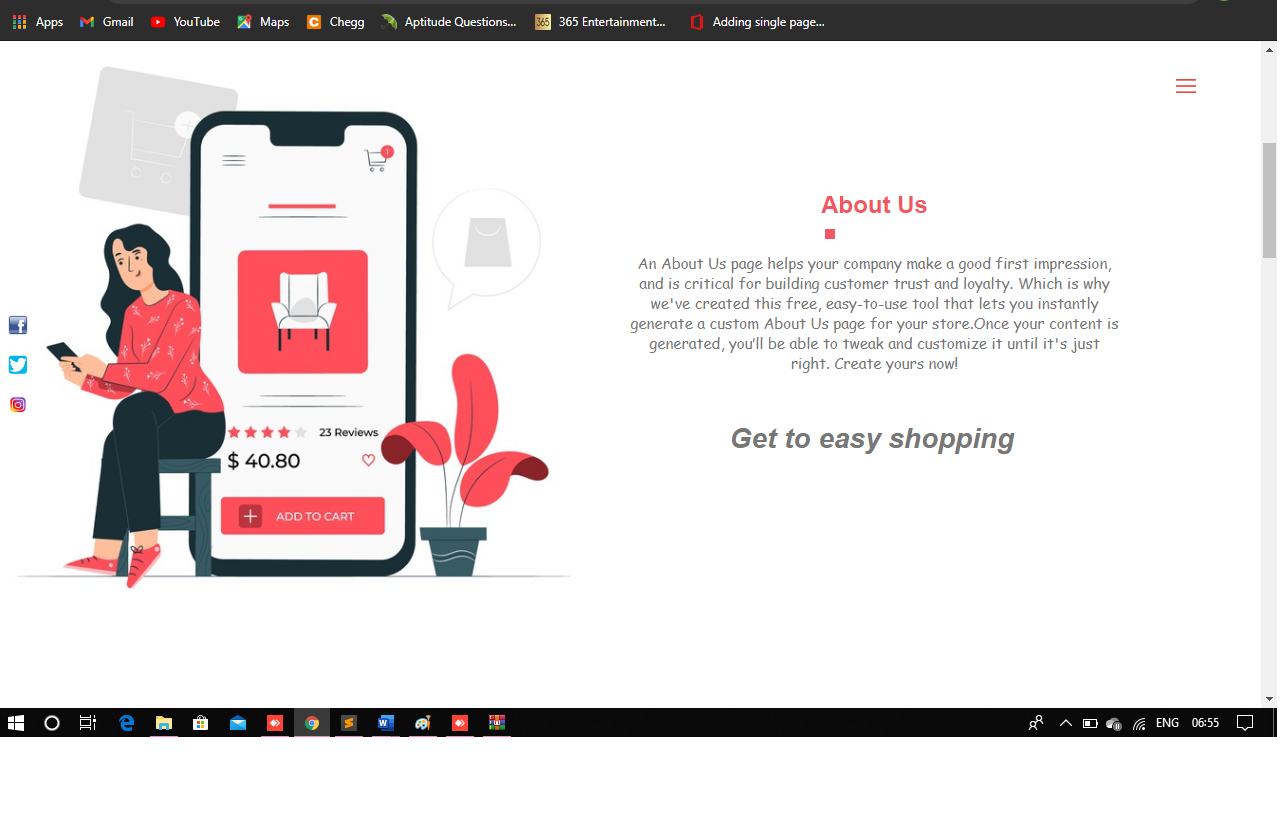 Apps Gmail YouTube Maps Chegg Aptitude Questions... 365 365 Entertainment... Adding single page...
1
About Us
An About Us page helps your company make a good first impression,
and is critical for building customer trust and loyalty. Which is why
we've created this free, easy-to-use tool that lets you instantly
generate a custom About Us page for your store.Once your content is
generated, you'll be able to tweak and customize it until it's just
right. Create yours now!
23 Reviews
$ 40.80
ADD TO CART
Get to easy shopping
ENG 06:55